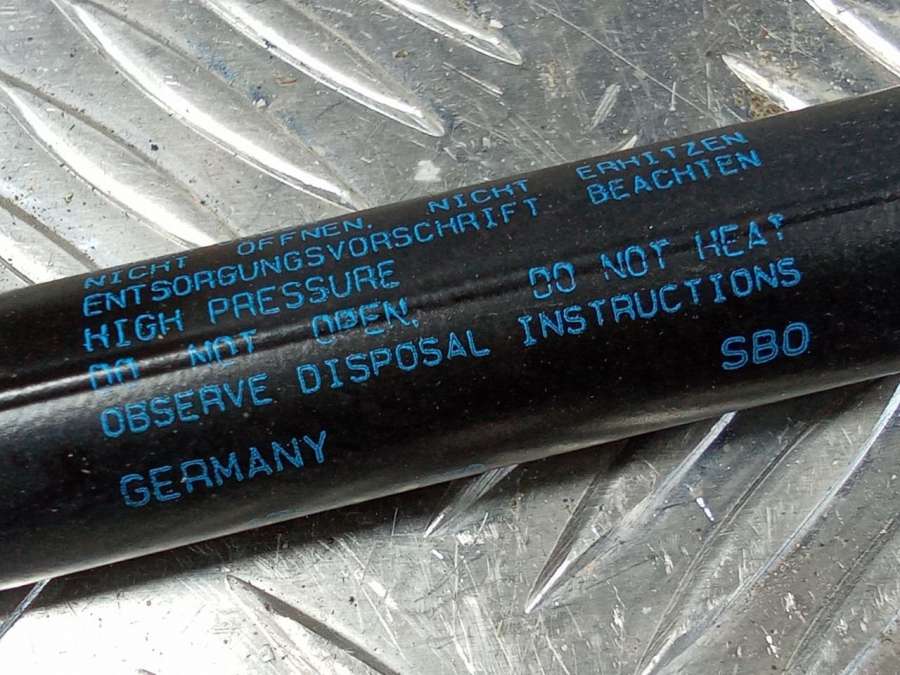 NICHT OFFNEN. NICHT ERHITZEN
ENTSORGUNGSVORSCHRIFT BEACHTEN
HIGH PRESSURE
DO NOT OPEN. DO NOT HEAT
OBSERVE DISPOSAL INSTRUCTIONS
SBO
GERMANY